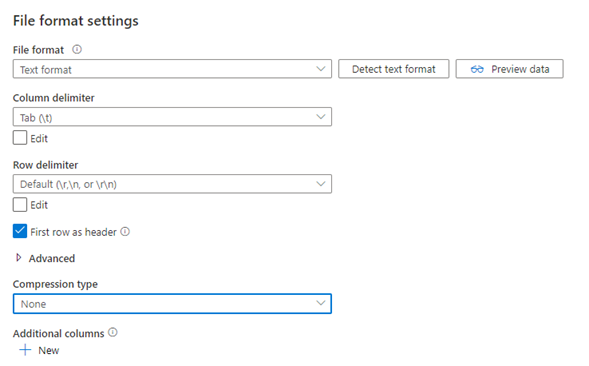 File format settings
File format
Text format
Detect text format
Preview data
Column delimiter
Tab (\t)
Edit
Row delimiter
Default (\r,\n, or \r\n)
Edit
First row as header
Advanced
Compression type
None
Additional columns
New